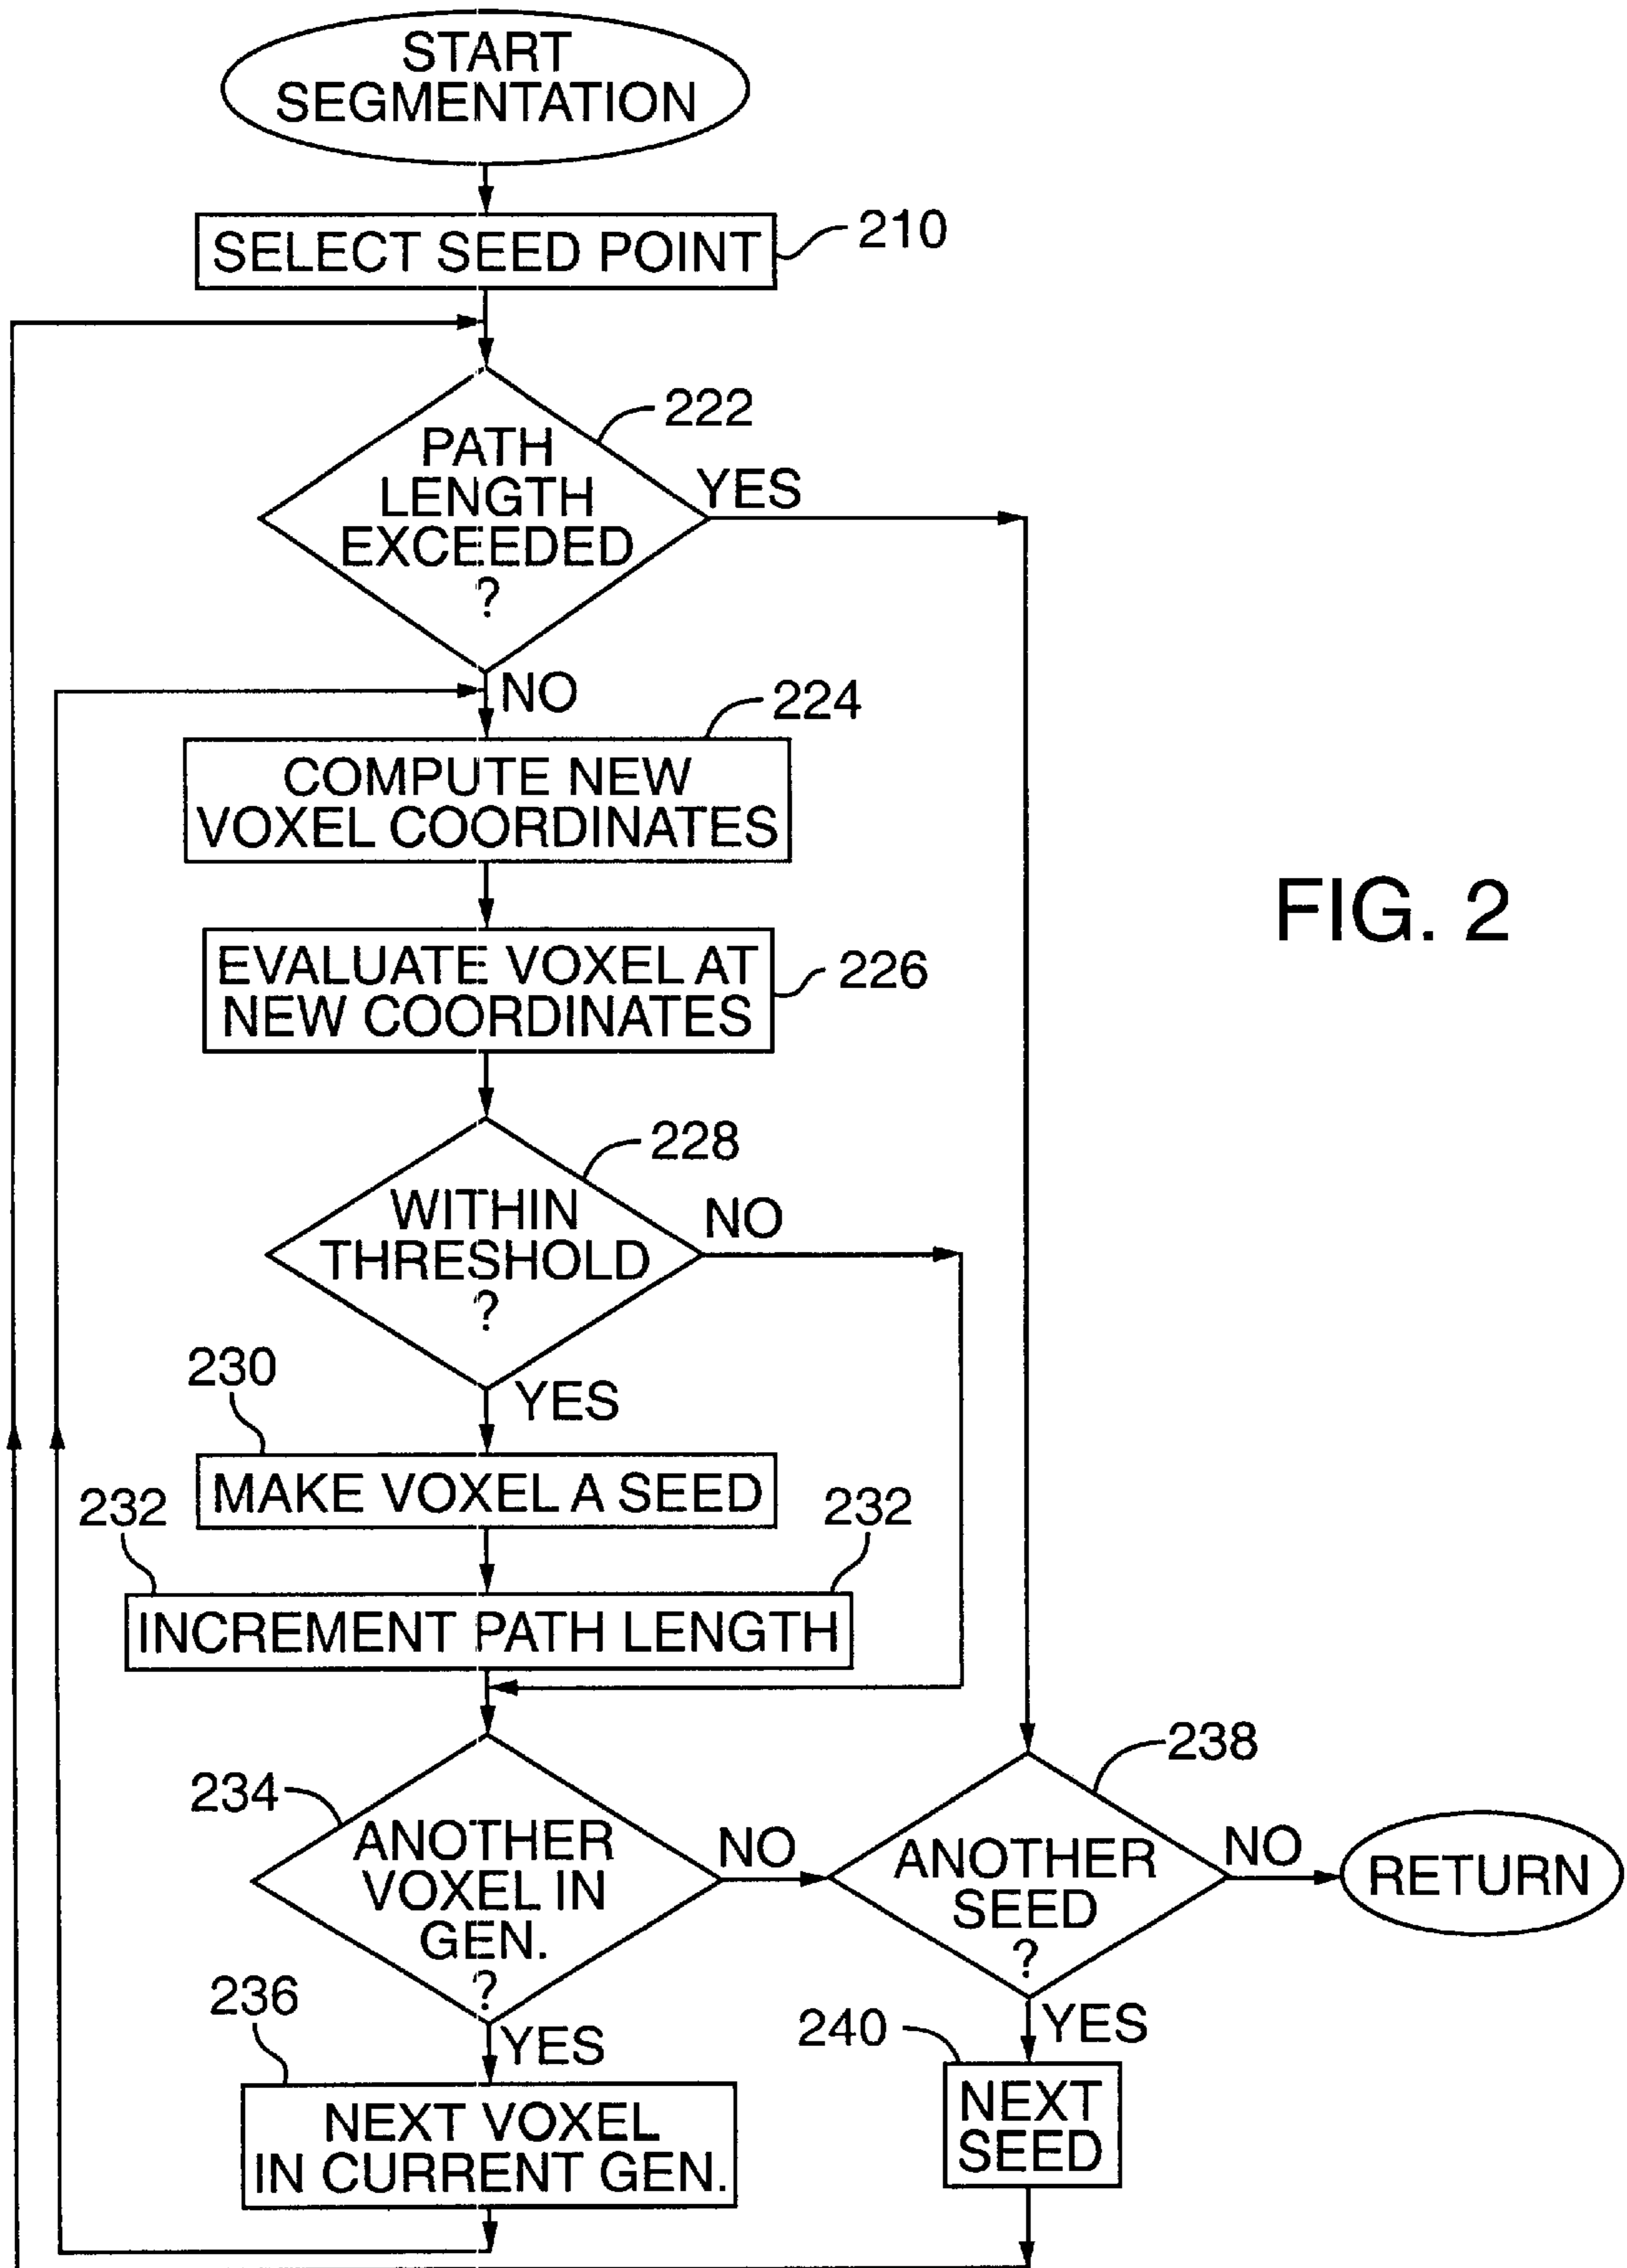 START
SEGMENTATION
SELECT SEED POINT
210
222
PATH
LENGTH
EXCEEDED
?
YES
NO
224
COMPUTE NEW
VOXEL COORDINATES
FIG. 2
EVALUATE VOXEL AT
NEW COORDINATES
226
228
WITHIN
THRESHOLD
?
NO
230
YES
MAKE VOXEL A SEED
232
232
INCREMENT PATH LENGTH
238
234
ANOTHER
VOXEL IN
GEN.
?
NO
ANOTHER
SEED
?
NO
RETURN
236
YES
240
YES
NEXT VOXEL
IN CURRENT GEN.
NEXT
SEED